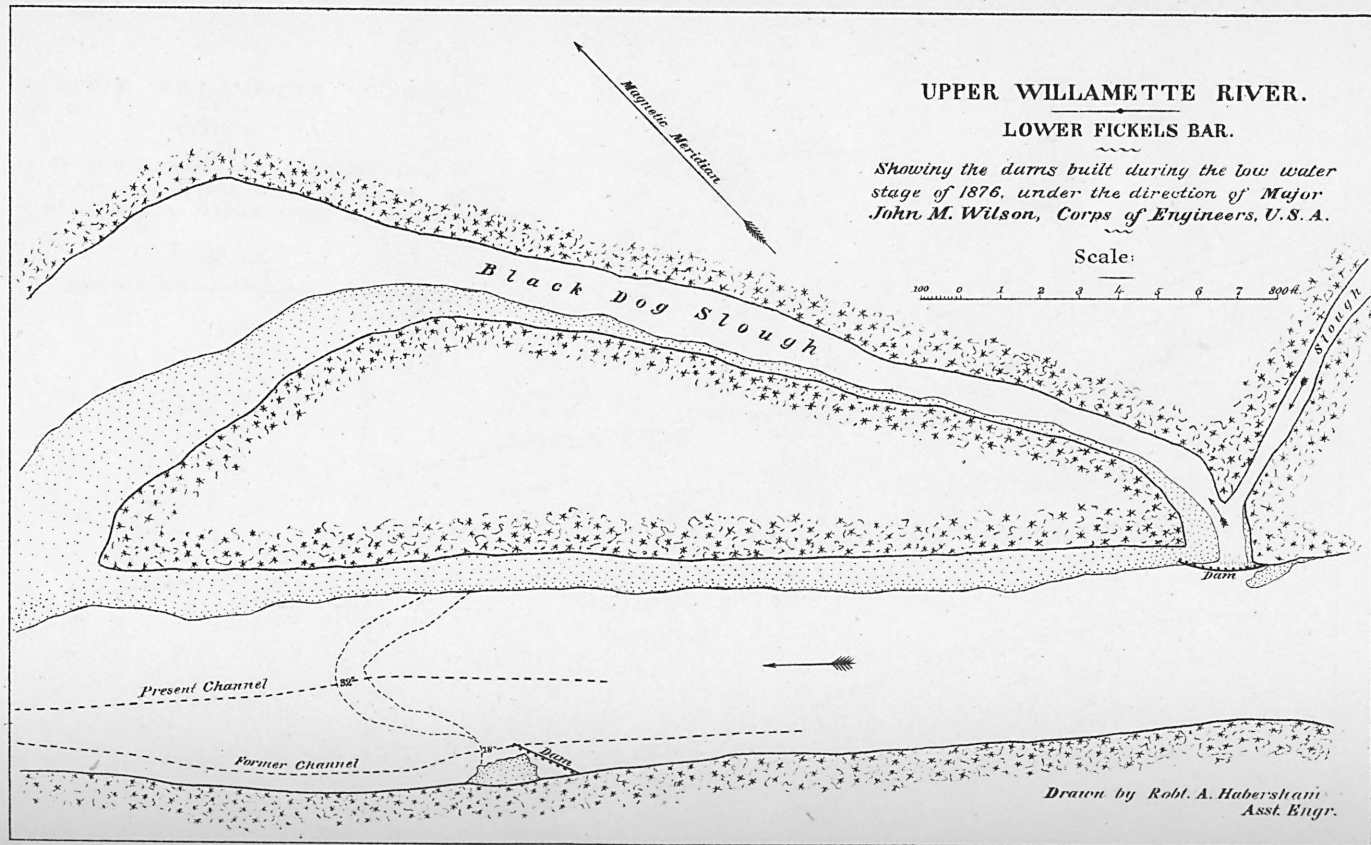 Magnetic Meridian
UPPER WILLAMETTE RIVER.
LOWER FICKELS BAR.
Showing the dams built during the low water
stage of 1876, under the direction of Major
John M. Wilson, Corps of Engineers, U.S.A.
Scale:
100 0 1 2 3 4 5 6 7 800 ft.
Black Dog Slough
Slough
Dam
Present Channel
32"
Former Channel
18"
Dam
Drawn by Robt. A. Habersham
Asst. Engr.